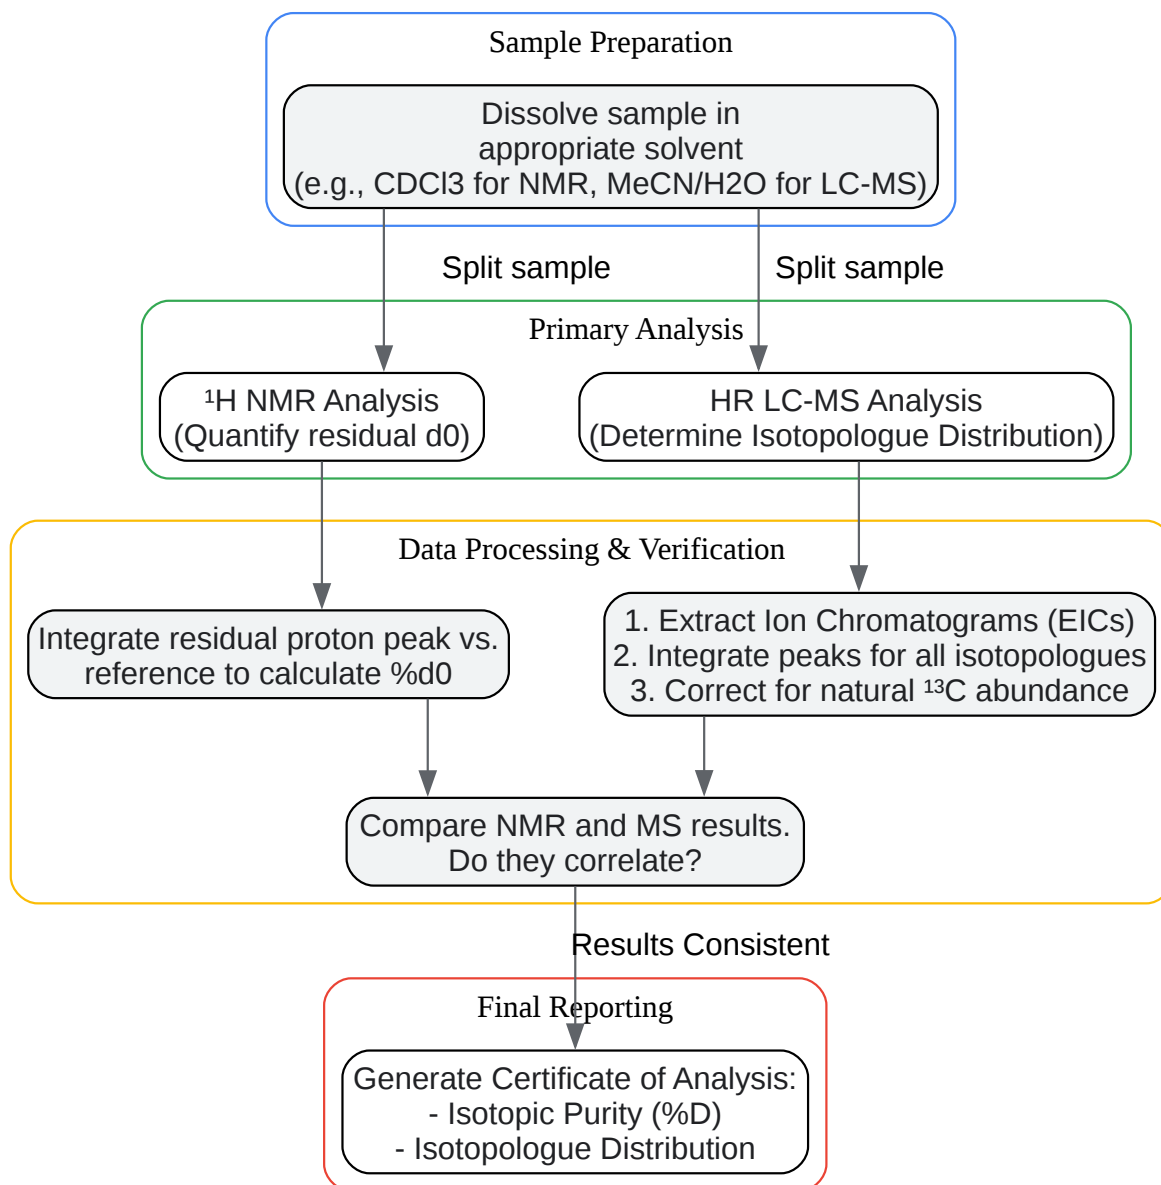 Sample Preparation
Dissolve sample in
appropriate solvent
(e.g., CDCl3 for NMR, MeCN/H2O for LC-MS)
Split sample
Split sample
Primary Analysis
¹H NMR Analysis
(Quantify residual d0)
HR LC-MS Analysis
(Determine Isotopologue Distribution)
Data Processing & Verification
Integrate residual proton peak vs.
reference to calculate %d0
1. Extract Ion Chromatograms (EICs)
2. Integrate peaks for all isotopologues
3. Correct for natural ¹³C abundance
Compare NMR and MS results.
Do they correlate?
Results Consistent
Final Reporting
Generate Certificate of Analysis:
- Isotopic Purity (%D)
- Isotopologue Distribution